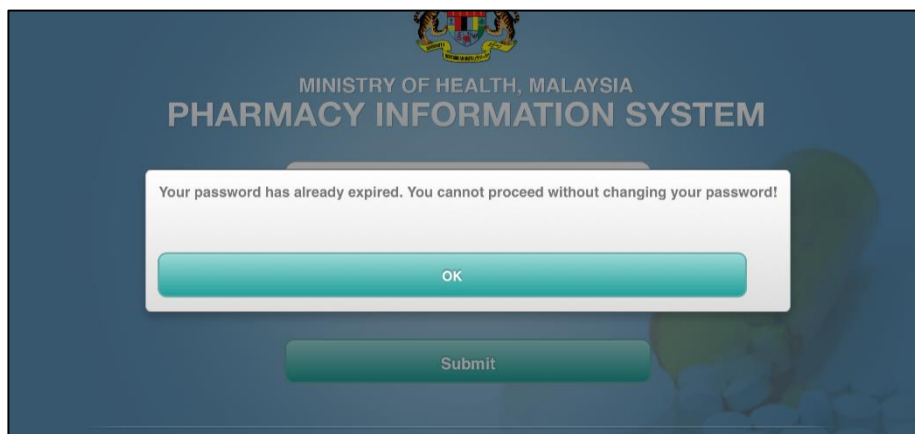 MINISTRY OF HEALTH, MALAYSIA
PHARMACY INFORMATION SYSTEM
Your password has already expired. You cannot proceed without changing your password!
OK
Submit